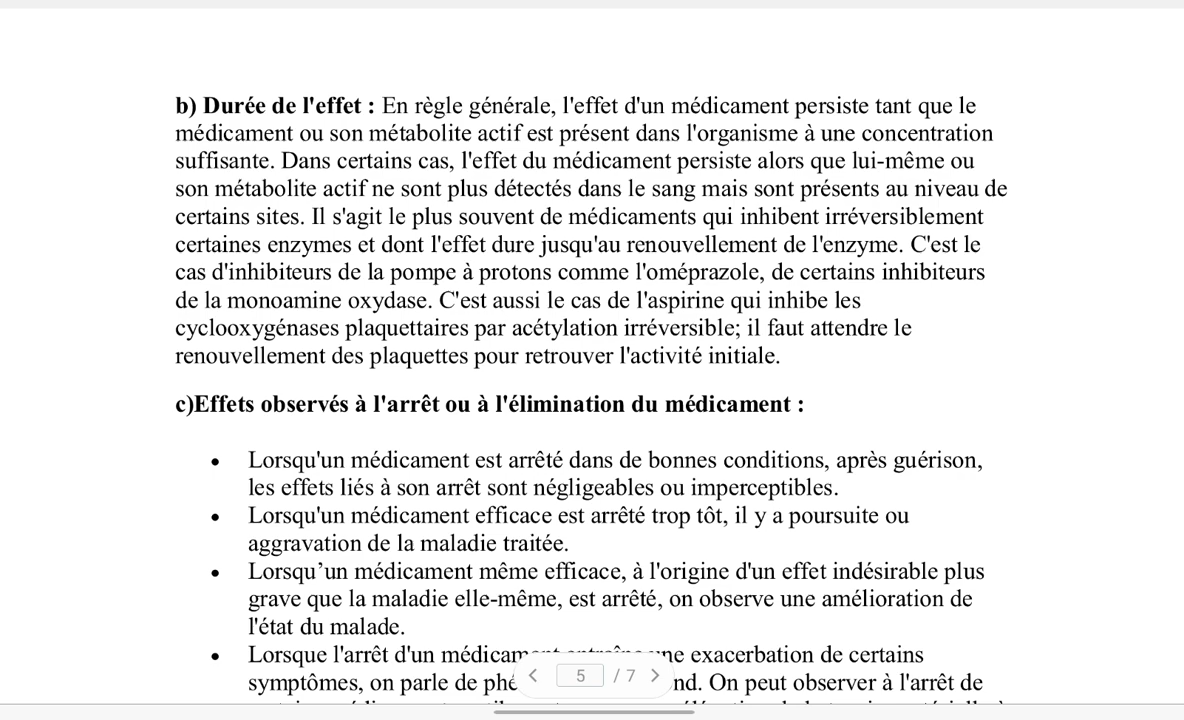 b) Durée de l'effet : En règle générale, l'effet d'un médicament persiste tant que le
médicament ou son métabolite actif est présent dans l'organisme à une concentration
suffisante. Dans certains cas, l'effet du médicament persiste alors que lui-même ou
son métabolite actif ne sont plus détectés dans le sang mais sont présents au niveau de
certains sites. Il s'agit le plus souvent de médicaments qui inhibent irréversiblement
certaines enzymes et dont l'effet dure jusqu'au renouvellement de l'enzyme. C'est le
cas d'inhibiteurs de la pompe à protons comme l'oméprazole, de certains inhibiteurs
de la monoamine oxydase. C'est aussi le cas de l'aspirine qui inhibe les
cyclooxygénases plaquettaires par acétylation irréversible; il faut attendre le
renouvellement des plaquettes pour retrouver l'activité initiale.
c)Effets observés à l'arrêt ou à l'élimination du médicament :
• Lorsqu'un médicament est arrêté dans de bonnes conditions, après guérison,
les effets liés à son arrêt sont négligeables ou imperceptibles.
• Lorsqu'un médicament efficace est arrêté trop tôt, il y a poursuite ou
aggravation de la maladie traitée.
• Lorsqu’un médicament même efficace, à l'origine d'un effet indésirable plus
grave que la maladie elle-même, est arrêté, on observe une amélioration de
l'état du malade.
• Lorsque l'arrêt d'un exacerbation de certains
symptômes, on parle de On peut observer à l'arrêt de
5 / 7